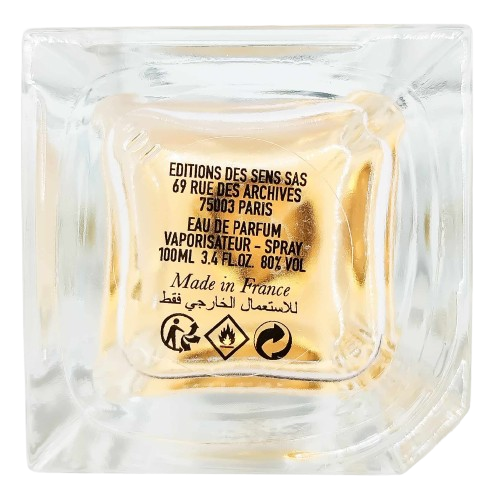 EDITIONS DES SENS SAS
69 RUE DES ARCHIVES
75003 PARIS
EAU DE PARFUM
VAPORISATEUR - SPRAY
100ML 3.4 FL.OZ. 80% VOL
Made in France
للاستعمال الخارجي فقط